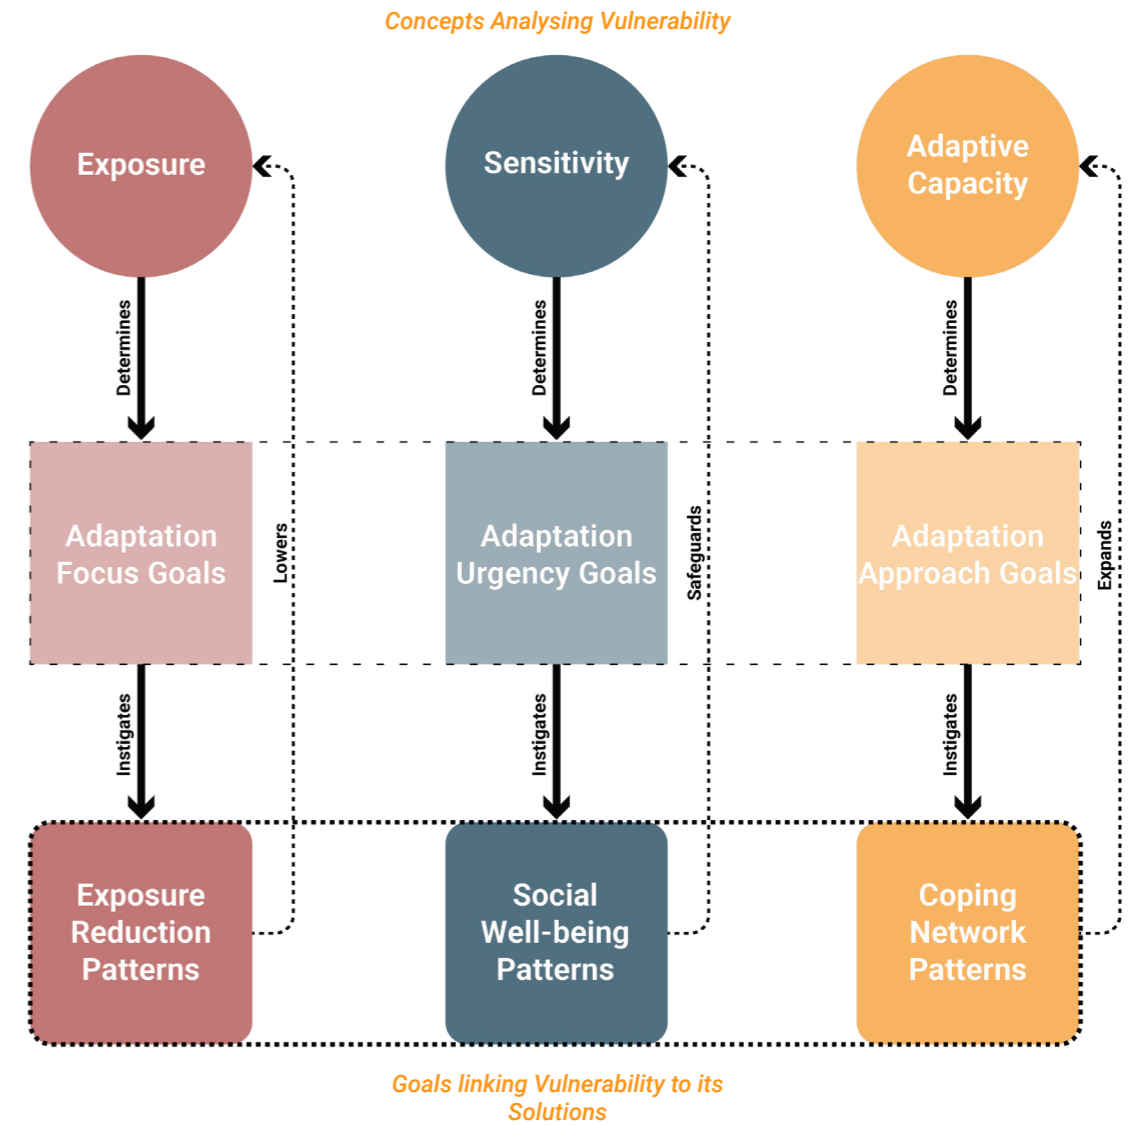 Concepts Analysing Vulnerability
Exposure
Sensitivity
Adaptive
Capacity
Determines
Determines
Determines
Adaptation
Focus Goals
Lowers
Adaptation
Urgency Goals
Safeguards
Adaptation
Approach Goals
Expands
Instigates
Instigates
Instigates
Exposure
Reduction
Patterns
Social
Well-being
Patterns
Coping
Network
Patterns
Goals linking Vulnerability to its
Solutions